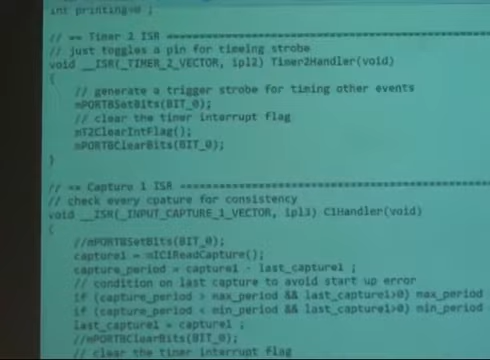 int printing=0 ;
// == Timer 2 ISR ==========================================
// just toggles a pin for timeing strobe
void __ISR(_TIMER_2_VECTOR, ipl2) Timer2Handler(void)
{
// generate a trigger strobe for timing other events
mPORTBSetBits(BIT_0);
// clear the timer interrupt flag
mT2ClearIntFlag();
mPORTBClearBits(BIT_0);
}
// == Capture 1 ISR ========================================
// check every cpature for consistency
void __ISR(_INPUT_CAPTURE_1_VECTOR, ipl3) C1Handler(void)
{
//mPORTBSetBits(BIT_0);
capture1 = mIC1ReadCapture();
capture_period = capture1 - last_capture1 ;
// condition on last capture to avoid start up error
if (capture_period > max_period && last_capture1>0) max_period
if (capture_period < min_period && last_capture1>0) min_period
last_capture1 = capture1 ;
//mPORTBClearBits(BIT_0);
// clear the timer interrupt flag